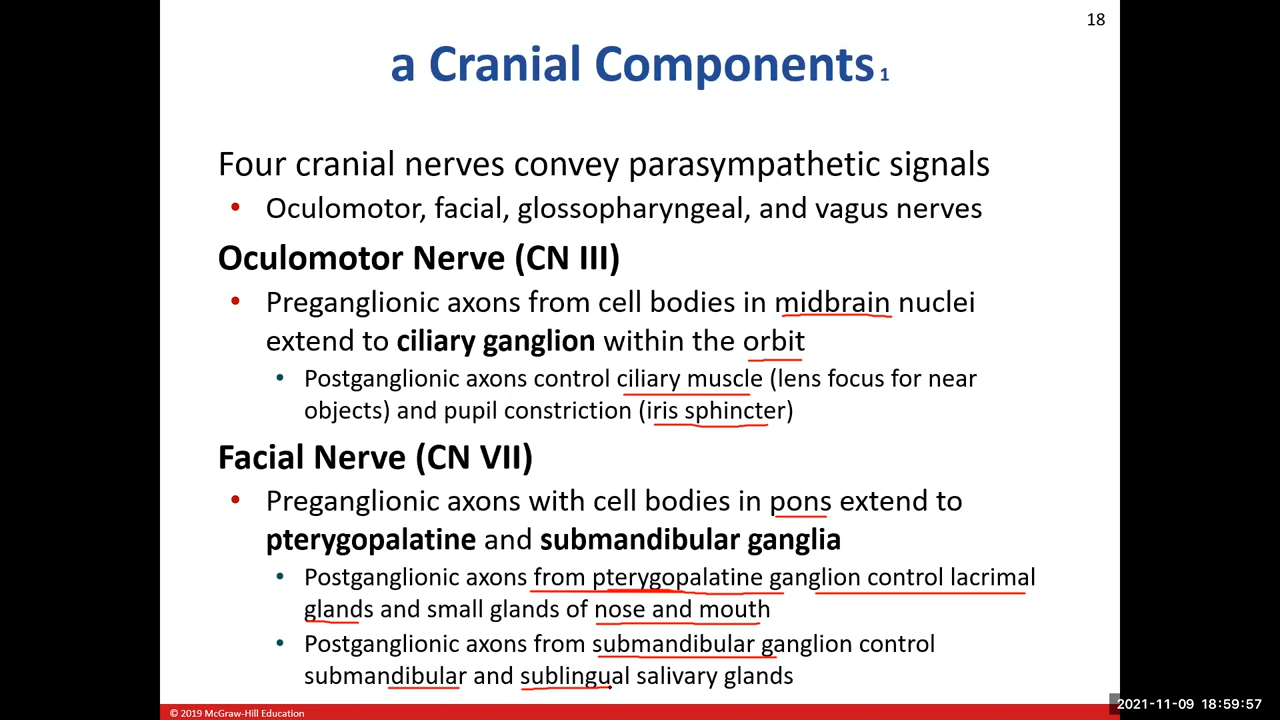 18
a Cranial Components 1
Four cranial nerves convey parasympathetic signals
• Oculomotor, facial, glossopharyngeal, and vagus nerves
Oculomotor Nerve (CN III)
• Preganglionic axons from cell bodies in midbrain nuclei
extend to ciliary ganglion within the orbit
• Postganglionic axons control ciliary muscle (lens focus for near
objects) and pupil constriction (iris sphincter)
Facial Nerve (CN VII)
• Preganglionic axons with cell bodies in pons extend to
pterygopalatine and submandibular ganglia
• Postganglionic axons from pterygopalatine ganglion control lacrimal
glands and small glands of nose and mouth
• Postganglionic axons from submandibular ganglion control
submandibular and sublingual salivary glands
© 2019 McGraw-Hill Education
2021-11-09 18:59:57